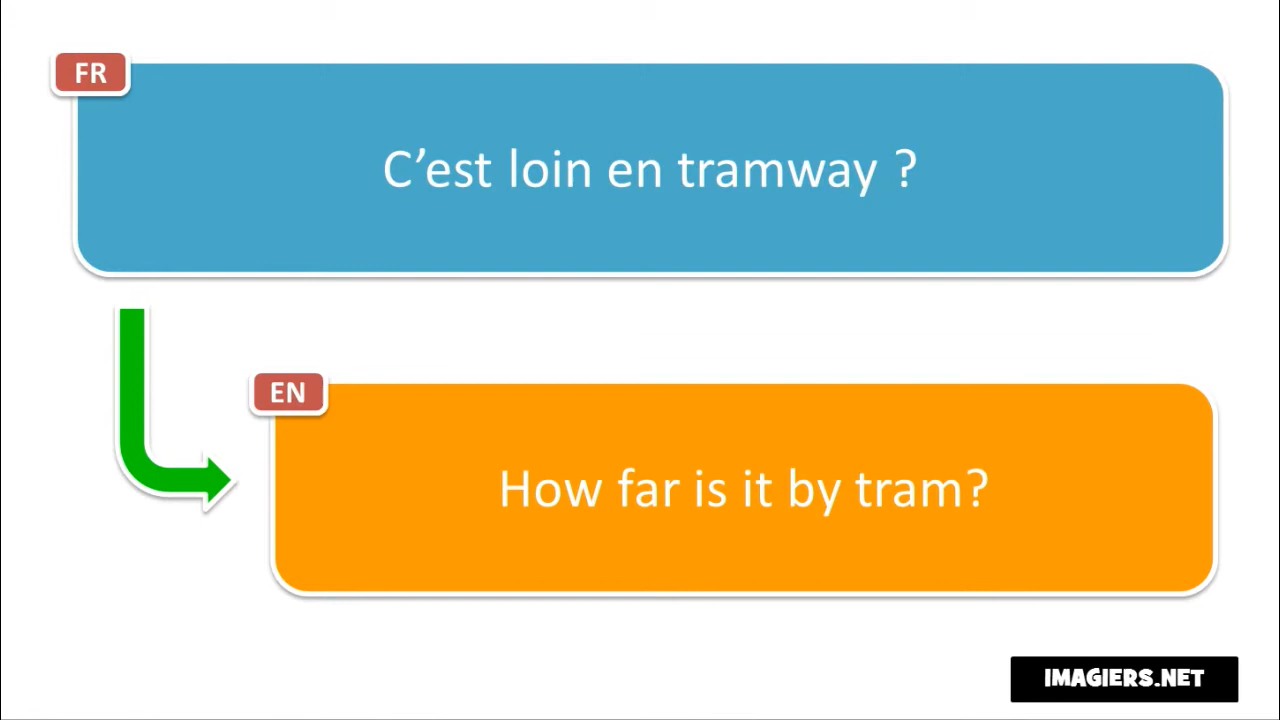 FR
C’est loin en tramway ?
EN
How far is it by tram?
IMAGIERS.NET